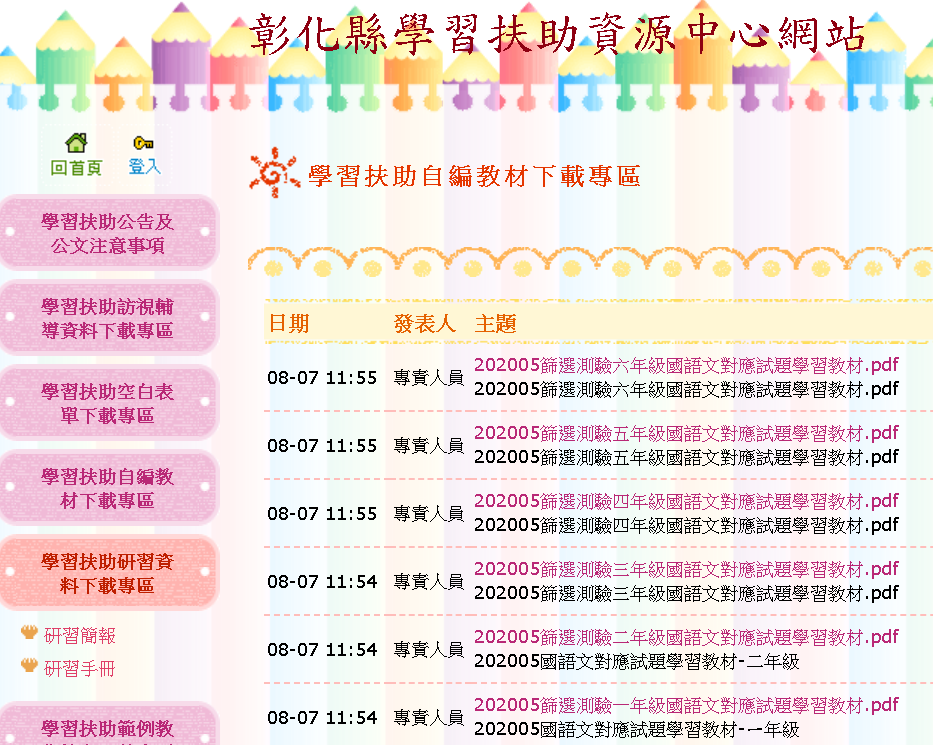 彰化縣學習扶助資源中心網站
回首頁
登入
學習扶助公告及
公文注意事項
學習扶助訪視輔
導資料下載專區
學習扶助空白表
單下載專區
學習扶助自編教
材下載專區
學習扶助研習資
料下載專區
研習簡報
研習手冊
學習扶助範例教
學習扶助自編教材下載專區
日期 發表人 主題
08-07 11:55 專責人員 202005篩選測驗六年級國語文對應試題學習教材.pdf
202005篩選測驗六年級國語文對應試題學習教材.pdf
08-07 11:55 專責人員 202005篩選測驗五年級國語文對應試題學習教材.pdf
202005篩選測驗五年級國語文對應試題學習教材.pdf
08-07 11:55 專責人員 202005篩選測驗四年級國語文對應試題學習教材.pdf
202005篩選測驗四年級國語文對應試題學習教材.pdf
08-07 11:54 專責人員 202005篩選測驗三年級國語文對應試題學習教材.pdf
202005篩選測驗三年級國語文對應試題學習教材.pdf
08-07 11:54 專責人員 202005篩選測驗二年級國語文對應試題學習教材.pdf
202005國語文對應試題學習教材-二年級
08-07 11:54 專責人員 202005篩選測驗一年級國語文對應試題學習教材.pdf
202005國語文對應試題學習教材-一年級